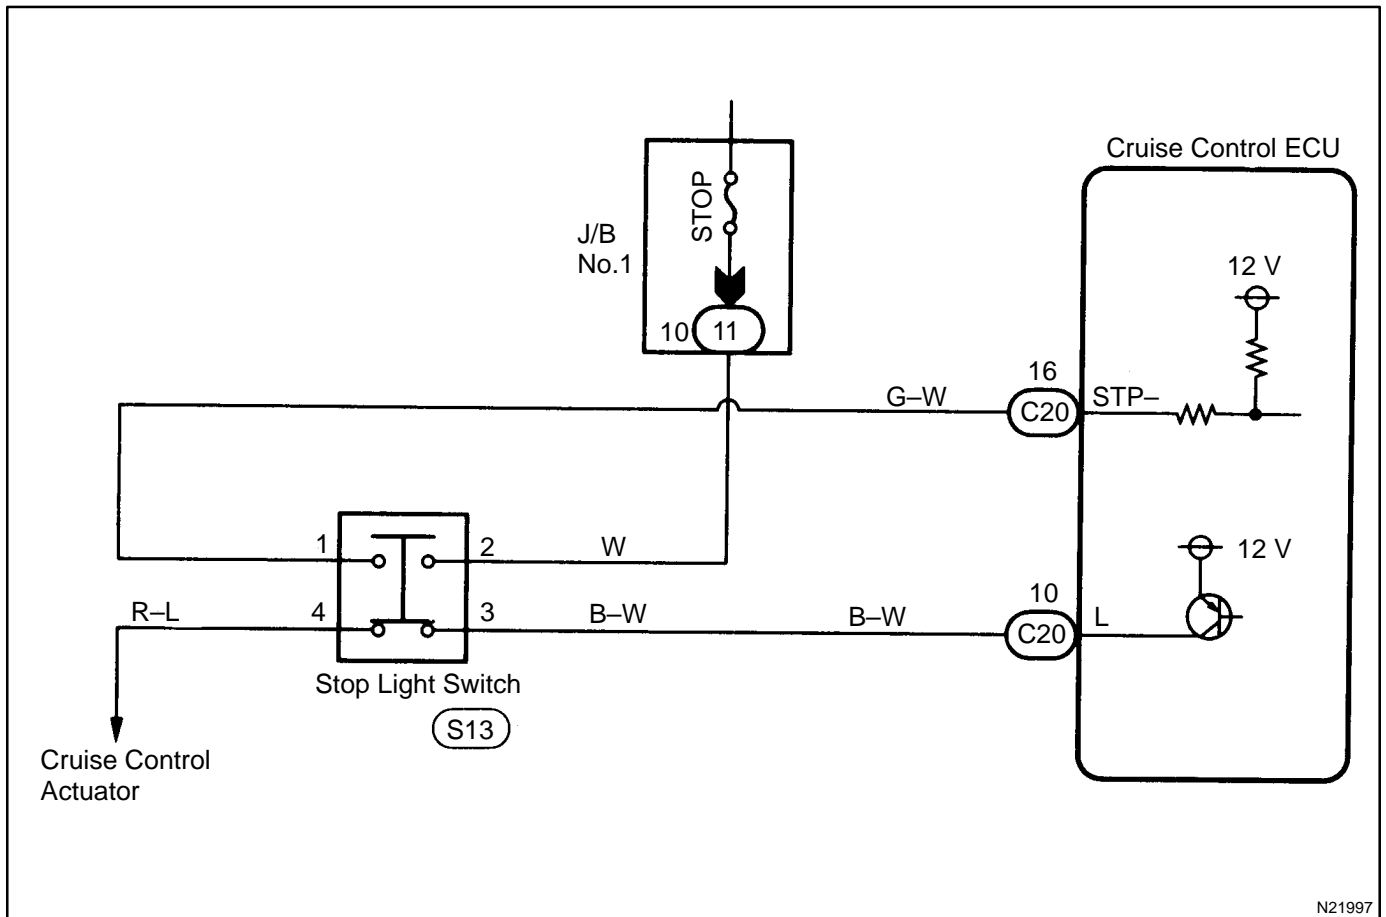 Cruise Control ECU
STOP
J/B
No.1
12 V
10
11
16
G–W
C20
STP–
1
2
W
12 V
R–L
4
3
B–W
B–W
10
C20
L
Stop Light Switch
S13
Cruise Control
Actuator
N21997